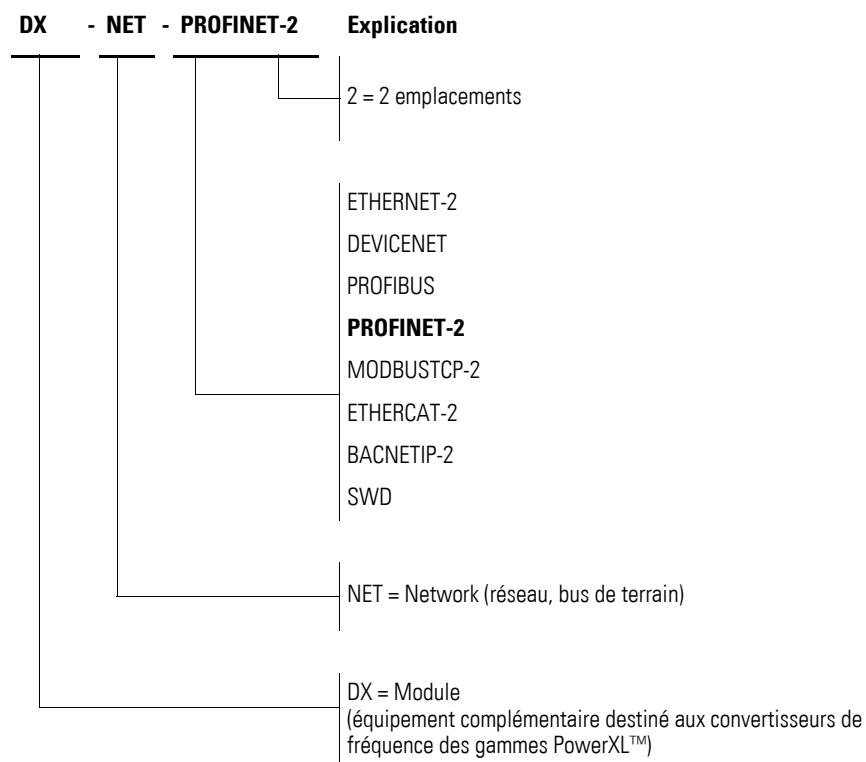 DX - NET - PROFINET-2 Explication
2 = 2 emplacements
ETHERNET-2
DEVICENET
PROFIBUS
PROFINET-2
MODBUSTCP-2
ETHERCAT-2
BACNETIP-2
SWD
NET = Network (réseau, bus de terrain)
DX = Module
(équipement complémentaire destiné aux convertisseurs de
fréquence des gammes PowerXL™)